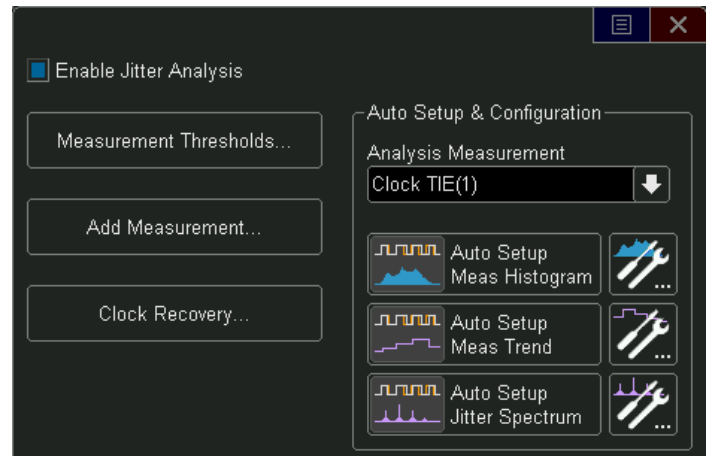 Enable Jitter Analysis
Measurement Thresholds...
Add Measurement...
Clock Recovery...
Auto Setup & Configuration
Analysis Measurement
Clock TIE(1)
Auto Setup
Meas Histogram
...
Auto Setup
Meas Trend
...
Auto Setup
Jitter Spectrum
...